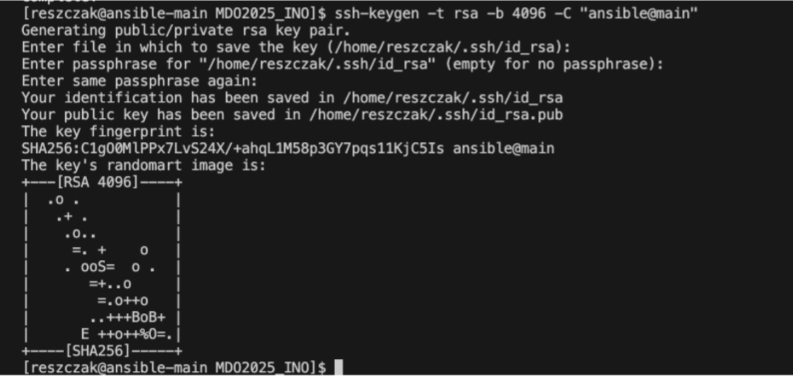 [reszczak@ansible-main MDO2025_INO]$ ssh-keygen -t rsa -b 4096 -C "ansible@main"
Generating public/private rsa key pair.
Enter file in which to save the key (/home/reszczak/.ssh/id_rsa):
Enter passphrase for "/home/reszczak/.ssh/id_rsa" (empty for no passphrase):
Enter same passphrase again:
Your identification has been saved in /home/reszczak/.ssh/id_rsa
Your public key has been saved in /home/reszczak/.ssh/id_rsa.pub
The key fingerprint is:
SHA256:C1gO0MlPPx7LvS24X/+ahqL1M58p3GY7pqs11KjC5Is ansible@main
The key's randomart image is:
+---[RSA 4096]----+
|  .o .           |
|   .+ .          |
|    .o..         |
|     =. +    o   |
|    . ooS=  o .  |
|       =+..o     |
|        =.o++o   |
|       ..+++BoB+ |
|      E ++o++%O=.|
+----[SHA256]-----+
[reszczak@ansible-main MDO2025_INO]$